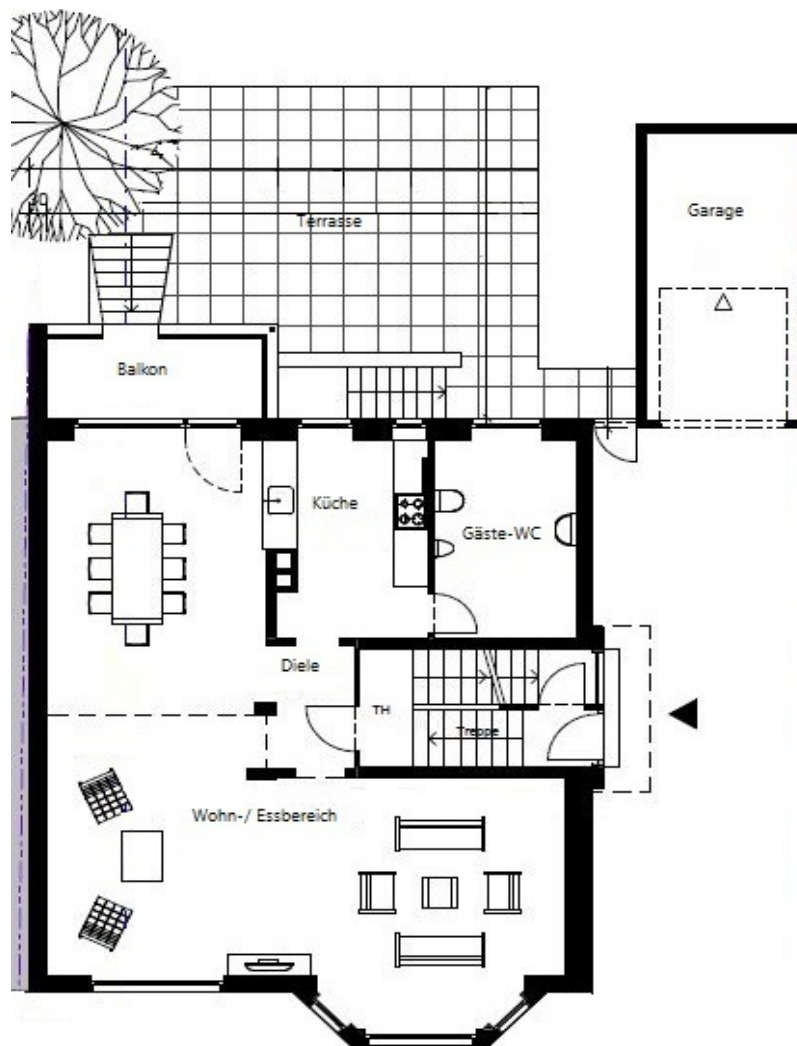 30
Terrasse
Garage
Balkon
Küche
Gäste-WC
Diele
TH
Treppe
Wohn-/ Essbereich